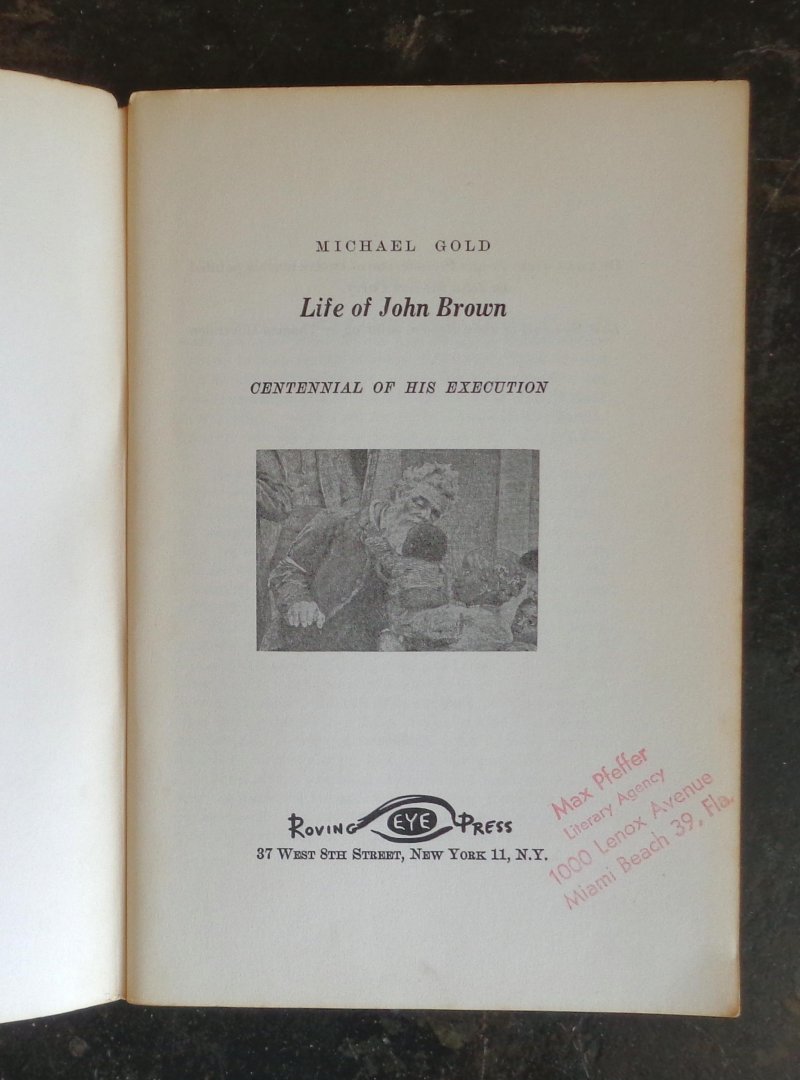 MICHAEL GOLD
Life of John Brown
CENTENNIAL OF HIS EXECUTION
ROVING EYE PRESS
37 WEST 8TH STREET, NEW YORK 11, N.Y.
Max Pfeffer
Literary Agency
1000 Lenox Avenue
Miami Beach 39, Fla.